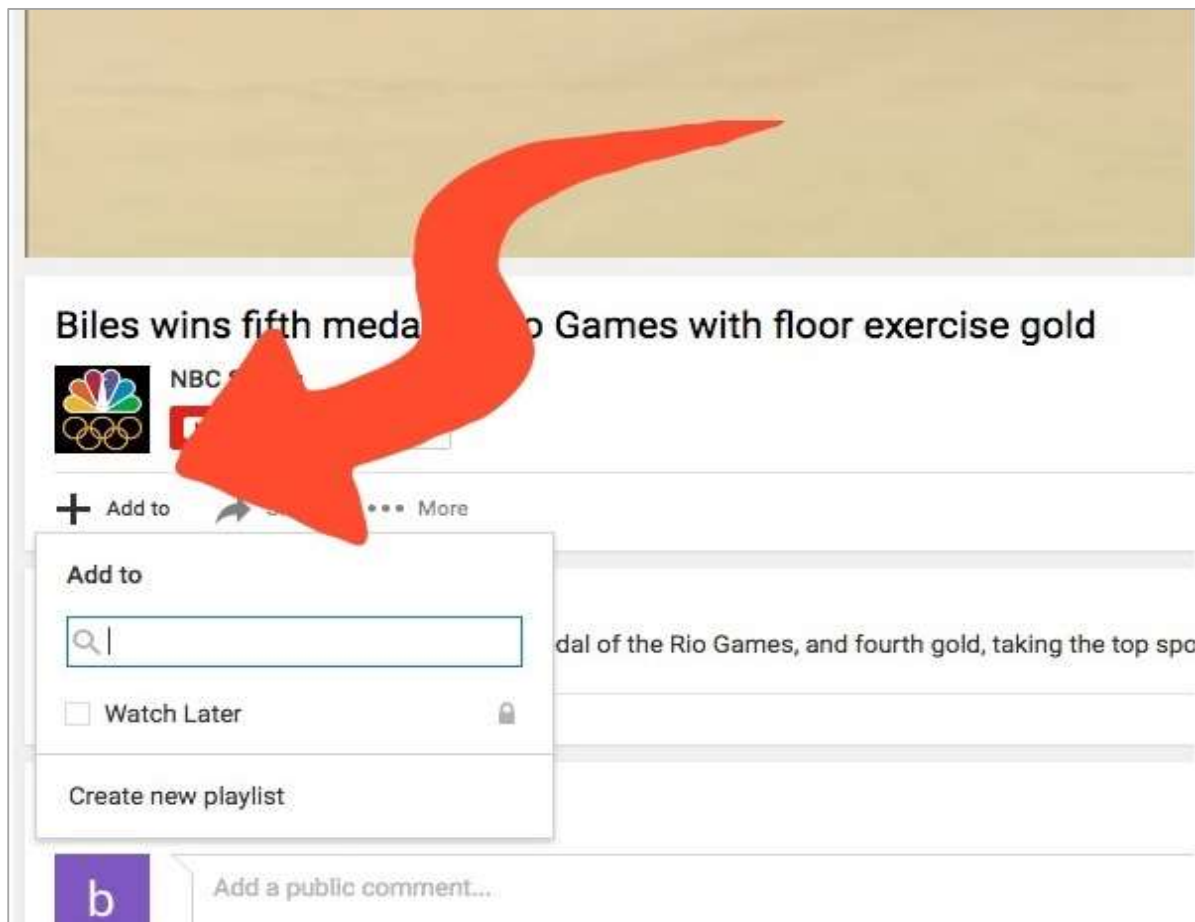 Biles wins fifth meda o Games with floor exercise gold
NBC S
Add to
More
Add to
dal of the Rio Games, and fourth gold, taking the top spo
Watch Later
Create new playlist
b
Add a public comment...